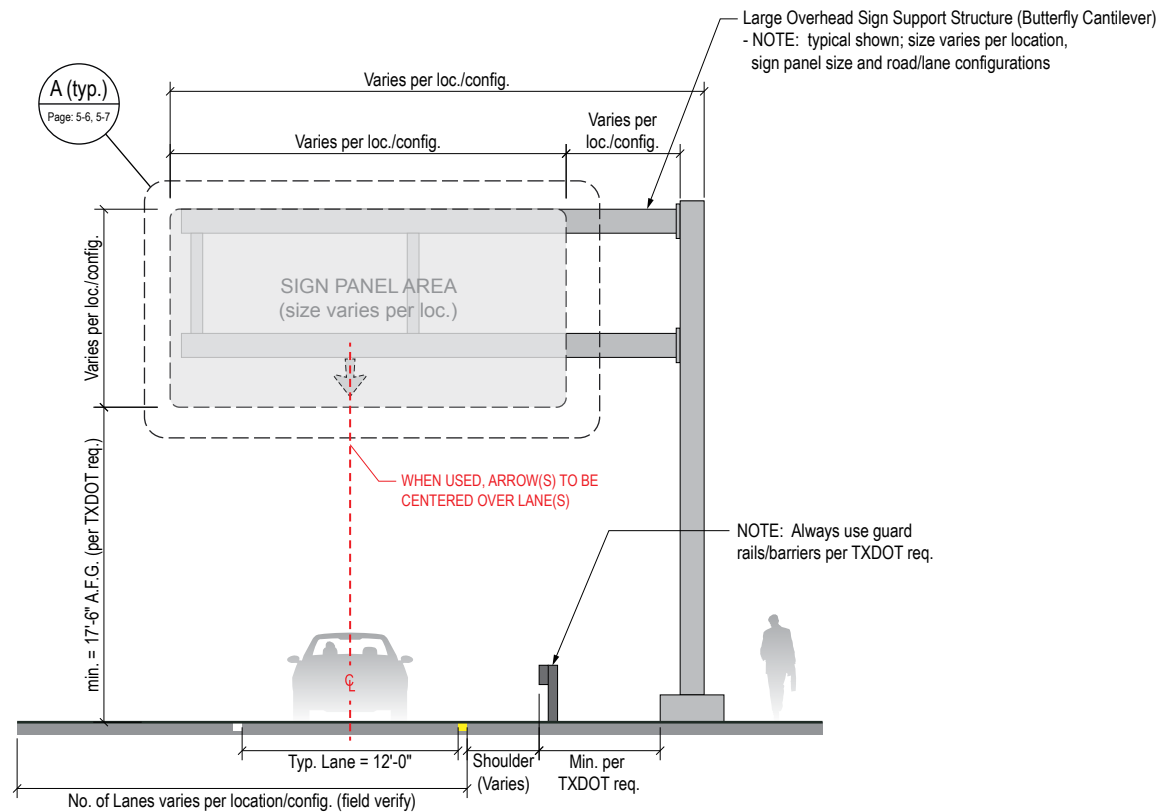 Large Overhead Sign Support Structure (Butterfly Cantilever)
- NOTE:  typical shown; size varies per location,
sign panel size and road/lane configurations
A (typ.)
Page: 5-6, 5-7
Varies per loc./config.
Varies per loc./config.
Varies per
loc./config.
Varies per loc./config.
SIGN PANEL AREA
(size varies per loc.)
min. = 17'-6" A.F.G. (per TXDOT req.)
WHEN USED, ARROW(S) TO BE
CENTERED OVER LANE(S)
NOTE:  Always use guard
rails/barriers per TXDOT req.
℄
Typ. Lane = 12'-0"
Shoulder
(Varies)
Min. per
TXDOT req.
No. of Lanes varies per location/config. (field verify)